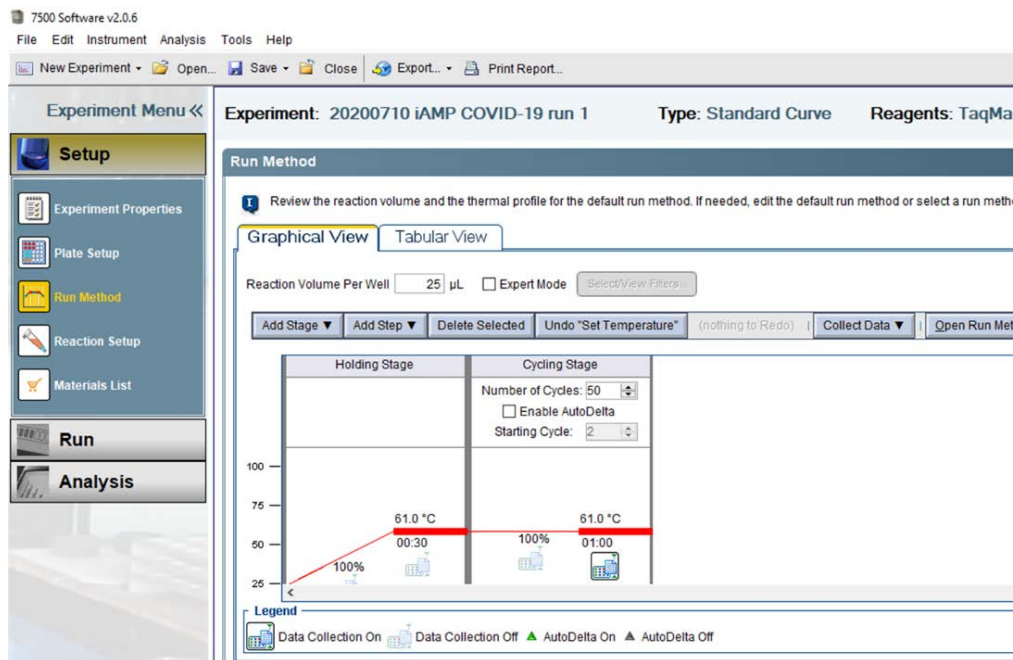 7500 Software v2.0.6
File Edit Instrument Analysis Tools Help
New Experiment Open... Save Close Export... Print Report...
Experiment Menu «
Experiment: 20200710 iAMP COVID-19 run 1 Type: Standard Curve Reagents: TaqMa
Setup
Run Method
Experiment Properties
Review the reaction volume and the thermal profile for the default run method. If needed, edit the default run method or select a run meth
Graphical View Tabular View
Plate Setup
Reaction Volume Per Well 25 µL Expert Mode Select/View Filters...
Run Method
Add Stage ▼ Add Step ▼ Delete Selected Undo "Set Temperature" (nothing to Redo) Collect Data ▼ Open Run Met
Reaction Setup
Holding Stage Cycling Stage
Materials List
Number of Cycles: 50
Enable AutoDelta
Starting Cycle: 2
Run
Analysis
100
75
61.0 °C 61.0 °C
50
00:30 100% 01:00
100%
25
Legend
Data Collection On Data Collection Off ▲ AutoDelta On ▲ AutoDelta Off